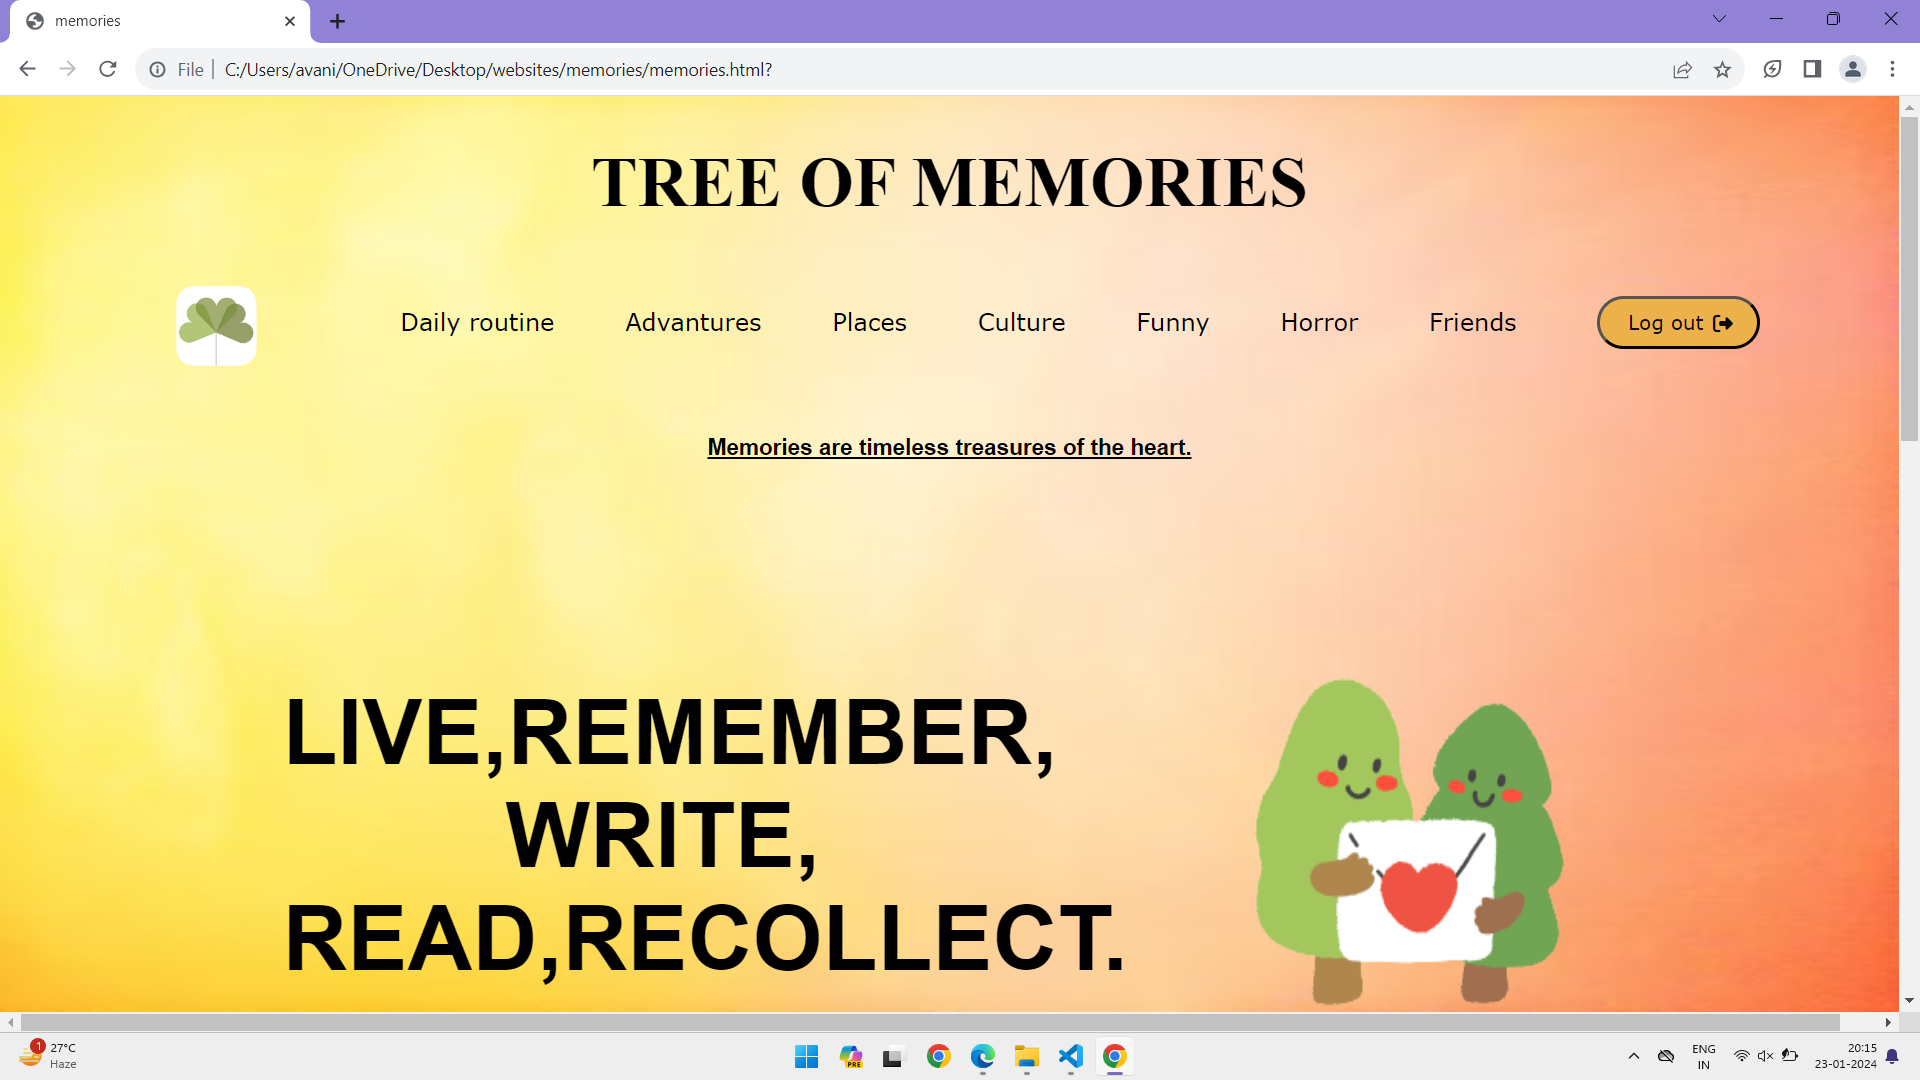 memories
File
C:/Users/avani/OneDrive/Desktop/websites/memories/memories.html?
TREE OF MEMORIES
Daily routine Advantures Places Culture Funny Horror Friends Log out
Memories are timeless treasures of the heart.
LIVE,REMEMBER,
WRITE,
READ,RECOLLECT.
1
27°C
Haze
PRE
ENG
IN
20:15
23-01-2024